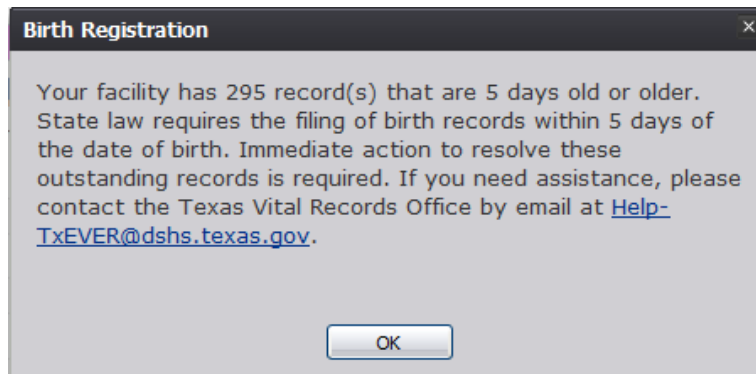 Birth Registration
×
Your facility has 295 record(s) that are 5 days old or older.
State law requires the filing of birth records within 5 days of
the date of birth. Immediate action to resolve these
outstanding records is required. If you need assistance, please
contact the Texas Vital Records Office by email at Help-
TxEVER@dshs.texas.gov.
OK